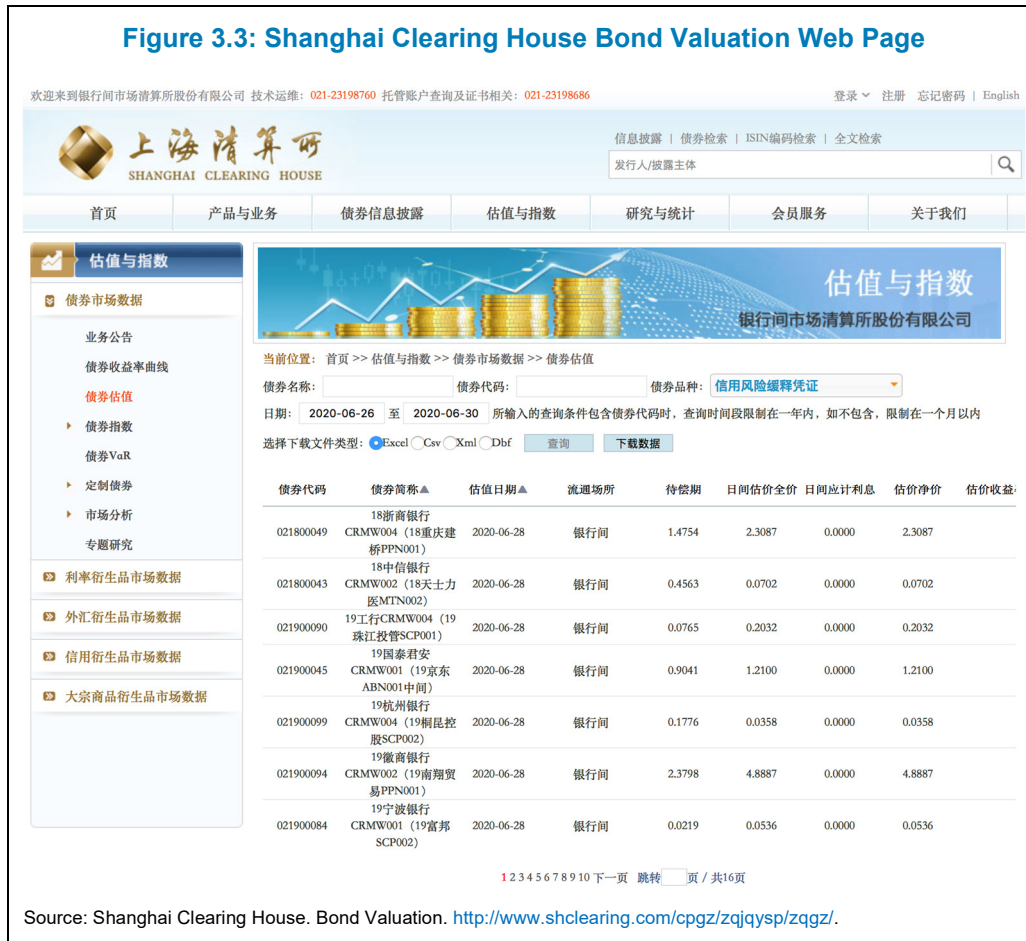 Figure 3.3: Shanghai Clearing House Bond Valuation Web Page
欢迎来到银行间市场清算所股份有限公司 技术运维: 021-23198760 托管账户查询及证书相关: 021-23198686 登录 注册 忘记密码 | English
上海清算所
SHANGHAI CLEARING HOUSE
信息披露 | 债券检索 | ISIN编码检索 | 全文检索
发行人/披露主体
首页 产品与业务 债券信息披露 估值与指数 研究与统计 会员服务 关于我们
估值与指数
债券市场数据
业务公告
债券收益率曲线
债券估值
债券指数
债券VaR
定制债券
市场分析
专题研究
利率衍生品市场数据
外汇衍生品市场数据
信用衍生品市场数据
大宗商品衍生品市场数据
估值与指数
银行间市场清算所股份有限公司
当前位置: 首页 >> 估值与指数 >> 债券市场数据 >> 债券估值
债券名称: 债券代码: 债券品种: 信用风险缓释凭证
日期: 2020-06-26 至 2020-06-30 所输入的查询条件包含债券代码时，查询时间段限制在一年内，如不包含，限制在一个月以内
选择下载文件类型: Excel Csv Xml Dbf 查询 下载数据
债券代码 债券简称▲ 估值日期▲ 流通场所 待偿期 日间估价全价 日间应计利息 估价净价 估价收益
18浙商银行
021800049 CRMW004（18重庆建 2020-06-28 银行间 1.4754 2.3087 0.0000 2.3087
桥PPN001）
18中信银行
021800043 CRMW002（18天士力 2020-06-28 银行间 0.4563 0.0702 0.0000 0.0702
医MTN002）
19工行CRMW004（19
021900090 2020-06-28 银行间 0.0765 0.2032 0.0000 0.2032
珠江投管SCP001）
19国泰君安
021900045 CRMW001（19京东 2020-06-28 银行间 0.9041 1.2100 0.0000 1.2100
ABN001中间）
19杭州银行
021900099 CRMW004（19桐昆控 2020-06-28 银行间 0.1776 0.0358 0.0000 0.0358
股SCP002）
19徽商银行
021900094 CRMW002（19南翔贸 2020-06-28 银行间 2.3798 4.8887 0.0000 4.8887
易PPN001）
19宁波银行
021900084 CRMW001（19富邦 2020-06-28 银行间 0.0219 0.0536 0.0000 0.0536
SCP002）
1 2 3 4 5 6 7 8 9 10 下一页 跳转 页 / 共16页
Source: Shanghai Clearing House. Bond Valuation. http://www.shclearing.com/cpgz/zqjqysp/zqgz/.